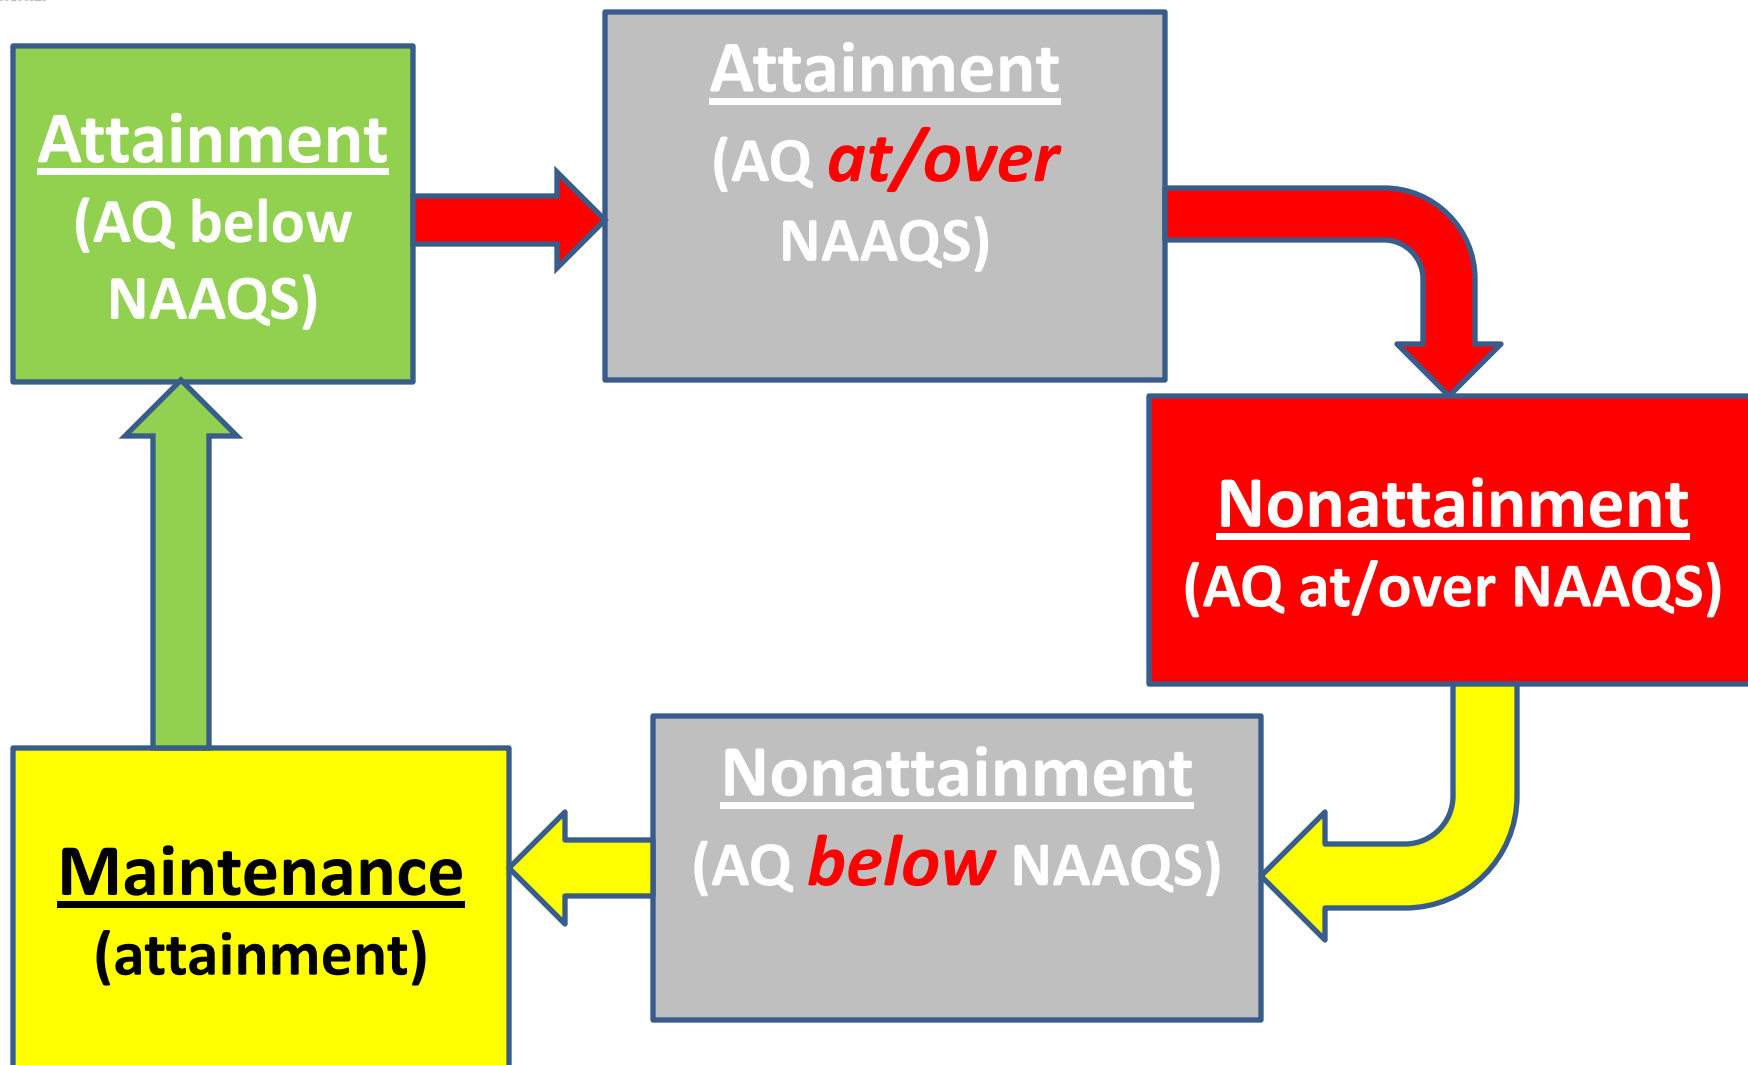 Attainment
(AQ below
NAAQS)
Attainment
(AQ at/over
NAAQS)
Nonattainment
(AQ at/over NAAQS)
Nonattainment
(AQ below NAAQS)
Maintenance
(attainment)